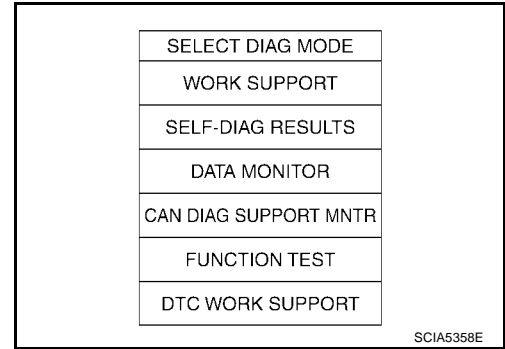 SELECT DIAG MODE
WORK SUPPORT
SELF-DIAG RESULTS
DATA MONITOR
CAN DIAG SUPPORT MNTR
FUNCTION TEST
DTC WORK SUPPORT
SCIA5358E